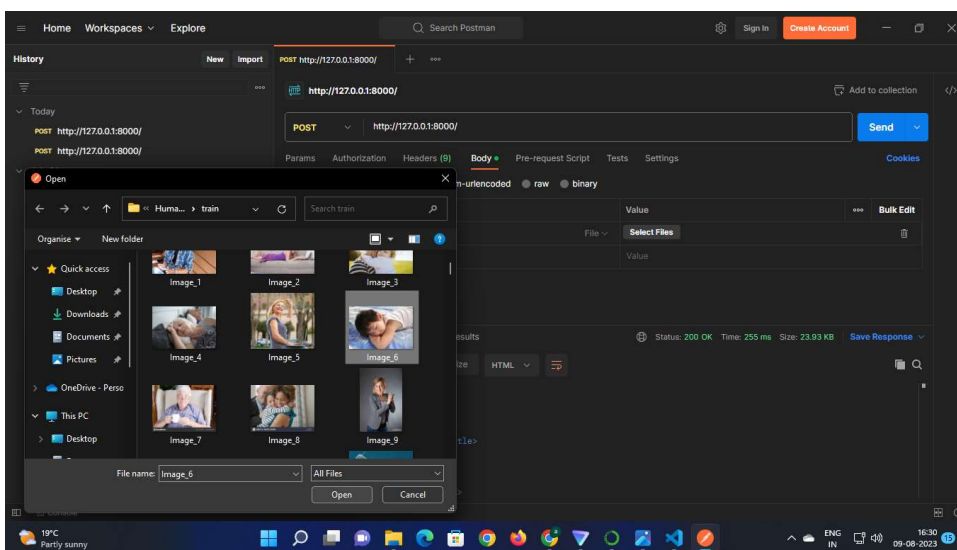 Home Workspaces Explore Search Postman Sign In Create Account
History New Import POST http://127.0.0.1:8000/
http://127.0.0.1:8000/ Add to collection
Today
POST http://127.0.0.1:8000/
POST http://127.0.0.1:8000/
POST http://127.0.0.1:8000/ Send
Params Authorization Headers (9) Body Pre-request Script Tests Settings Cookies
m-urlencoded raw binary
Value Bulk Edit
File Select Files
Value
Open
« Huma... › train Search train
Organise New folder
Quick access
Desktop
Downloads
Documents
Pictures
OneDrive - Perso
This PC
Desktop
Image_1 Image_2 Image_3
Image_4 Image_5 Image_6
Image_7 Image_8 Image_9
File name: Image_6 All Files
Open Cancel
esults Status: 200 OK Time: 255 ms Size: 23.93 KB Save Response
ize HTML
tle>
Console
19°C
Partly sunny
ENG
IN
16:30
09-08-2023
15